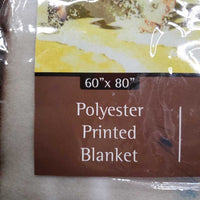 60"x 80"
Polyester
Printed
Blanket